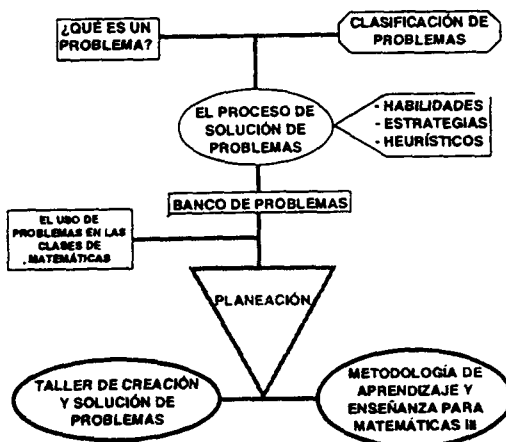 ¿QUÉ ES UN
PROBLEMA?
CLASIFICACIÓN DE
PROBLEMAS
EL PROCESO DE
SOLUCIÓN DE
PROBLEMAS
- HABILIDADES
- ESTRATEGIAS
- HEURÍSTICOS
BANCO DE PROBLEMAS
EL USO DE
PROBLEMAS EN LAS
CLASES DE
MATEMÁTICAS
PLANEACIÓN
TALLER DE CREACIÓN
Y SOLUCIÓN DE
PROBLEMAS
METODOLOGÍA DE
APRENDIZAJE Y
ENSEÑANZA PARA
MATEMÁTICAS III